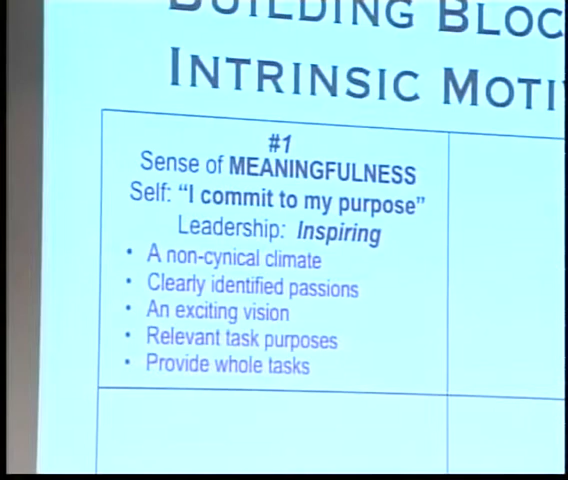 BUILDING BLOC
INTRINSIC MOTI
#1
Sense of MEANINGFULNESS
Self: “I commit to my purpose”
Leadership: Inspiring
• A non-cynical climate
• Clearly identified passions
• An exciting vision
• Relevant task purposes
• Provide whole tasks